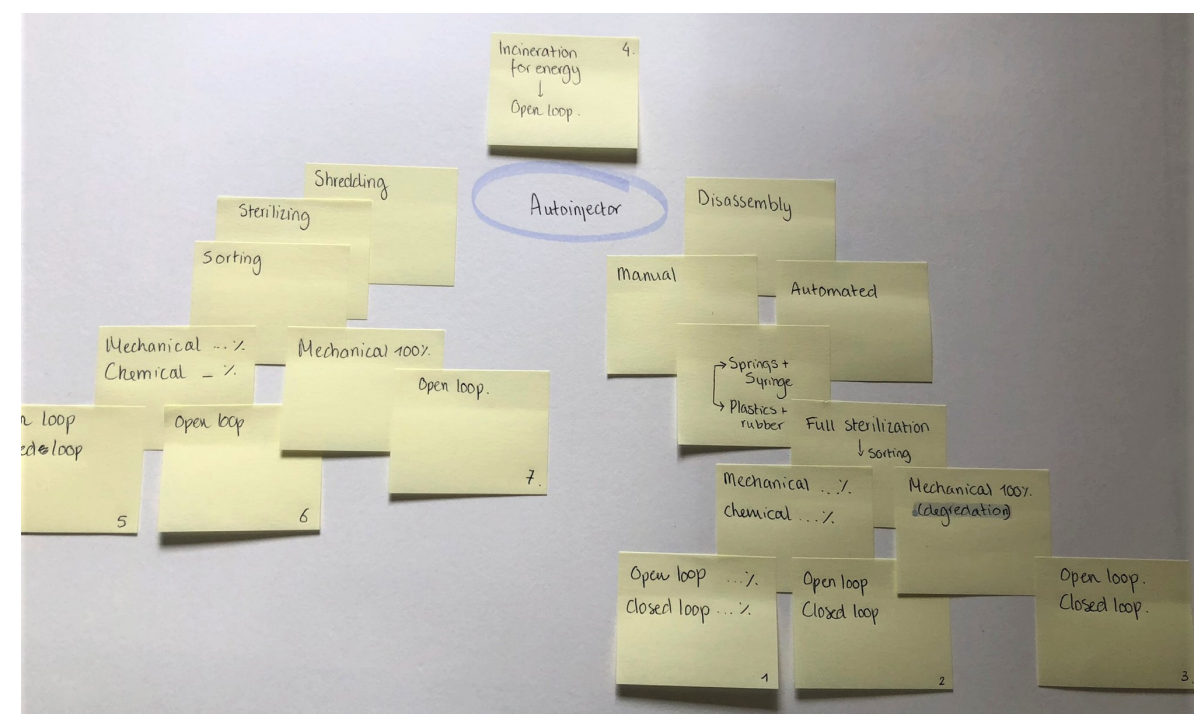 Incineration 4.
for energy
↓
Open loop.
Autoinjector
Shredding
Sterilizing
Sorting
Mechanical ... %
Chemical _ %
Mechanical 100%.
loop
loop
5
Open loop
6
Open loop.
7.
Disassembly
Manual
Automated
→ Springs +
Syringe
→ Plastics +
rubber
Full sterilization
↓ sorting
Mechanical ... %
Chemical ... %
Mechanical 100%.
(degredation)
Open loop ... %
Closed loop ... %
1
Open loop
Closed loop
2
Open loop.
Closed loop.
3.